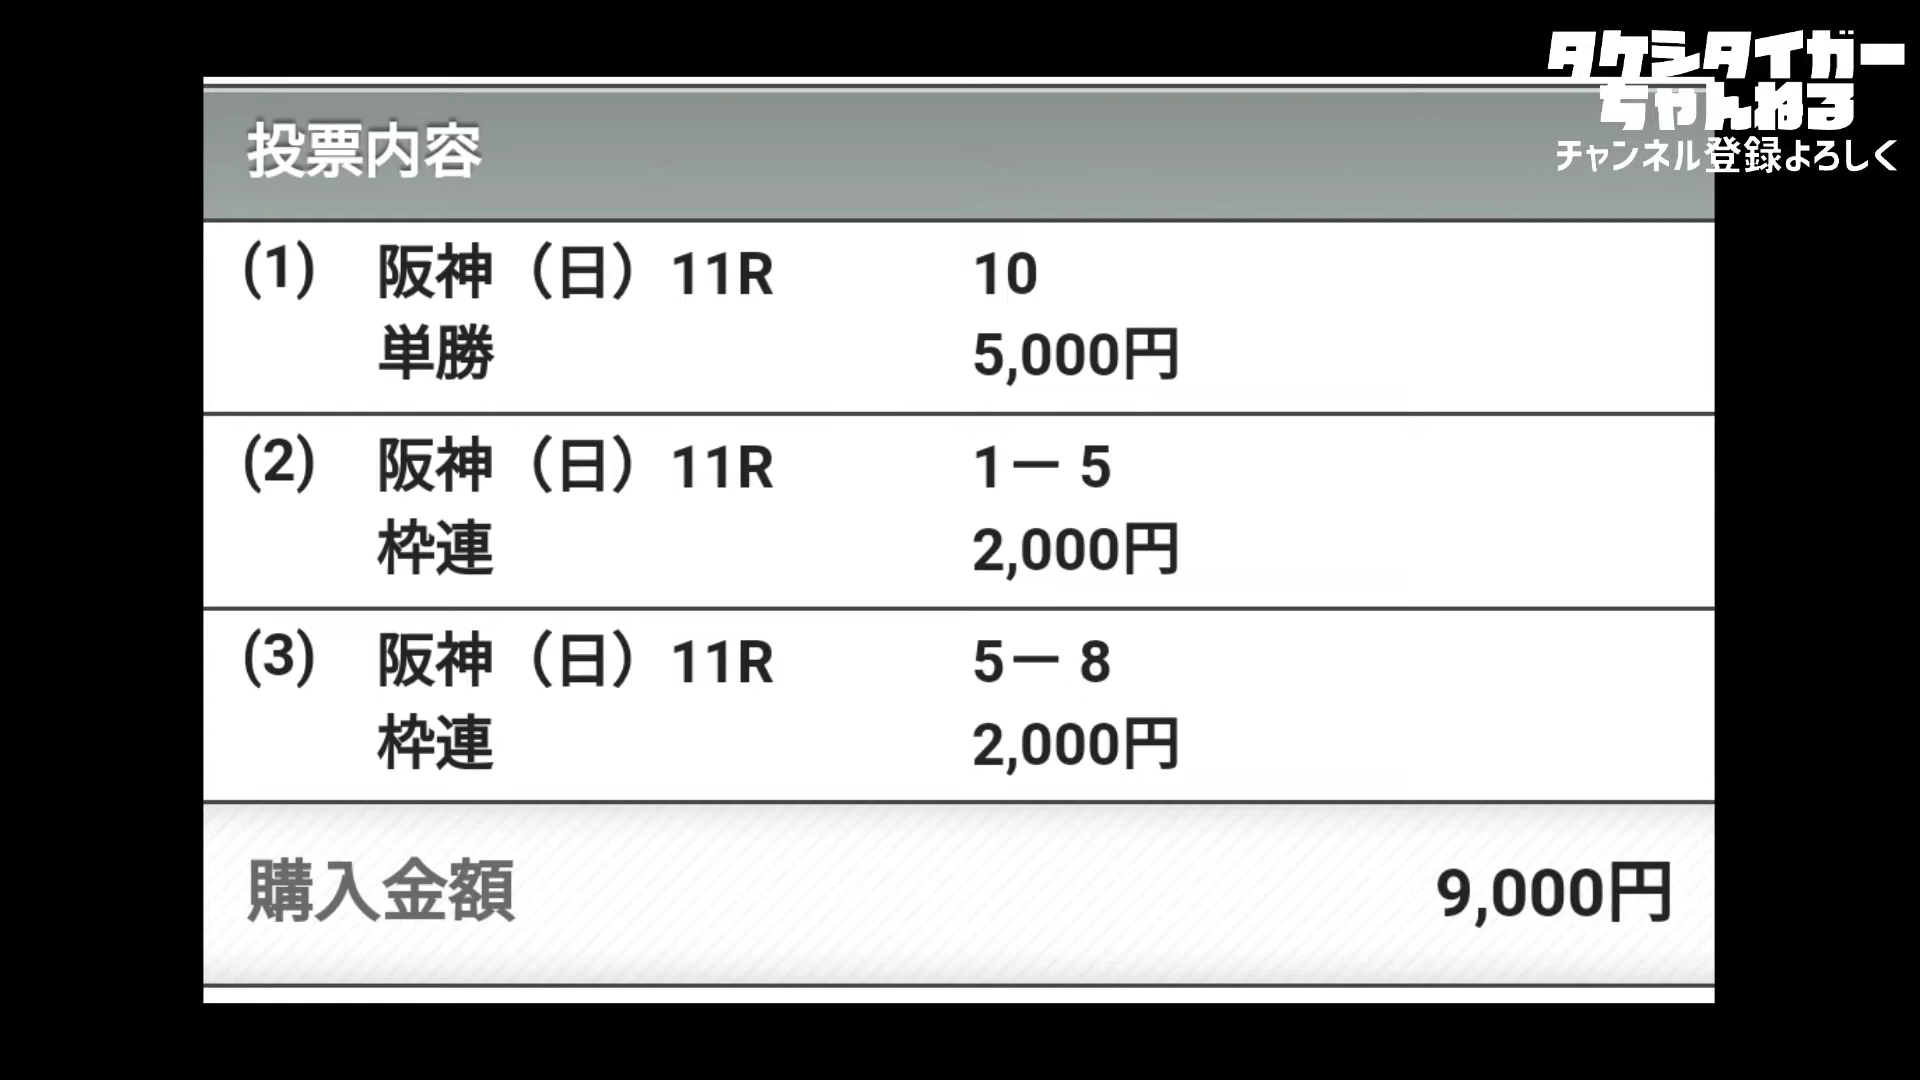 タケシタイガー
ちゃんねる
チャンネル登録よろしく
投票内容
(1) 阪神（日）11R 10
単勝 5,000円
(2) 阪神（日）11R 1ー 5
枠連 2,000円
(3) 阪神（日）11R 5ー 8
枠連 2,000円
購入金額 9,000円